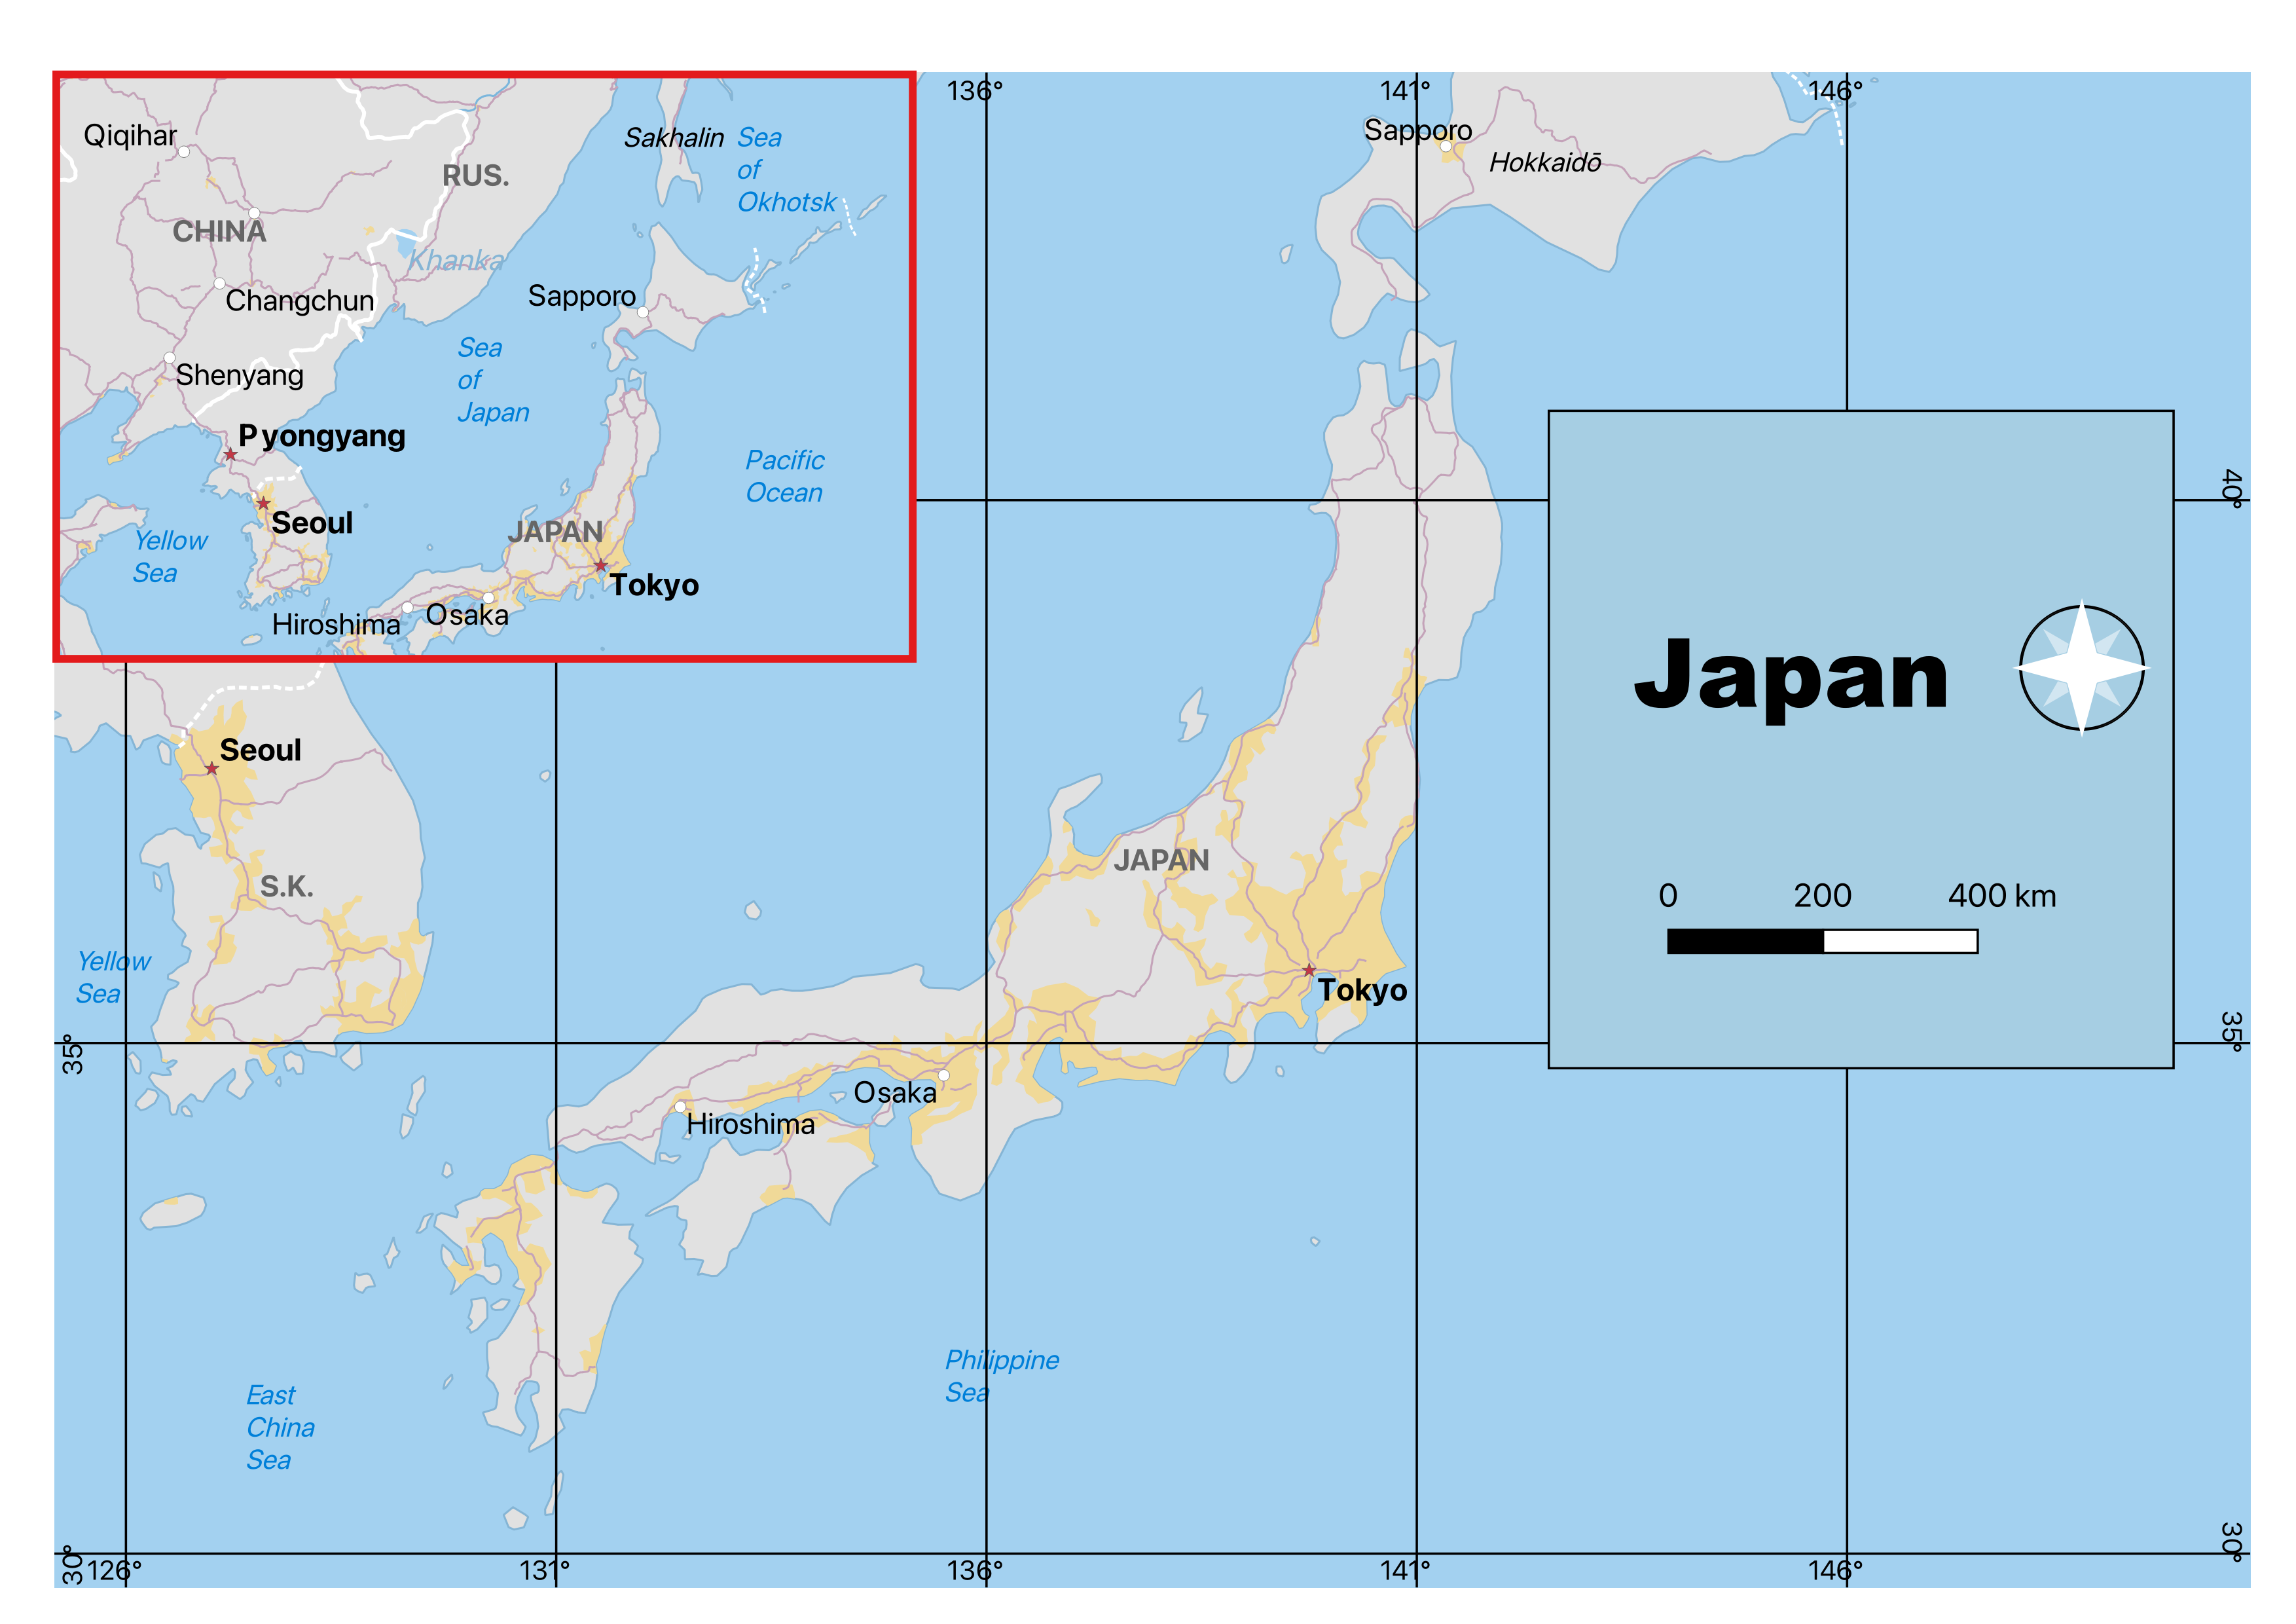 136°
141°
146°
Qiqihar
Sakhalin
Sea
of
Okhotsk
RUS.
CHINA
Khanka
Sapporo
Changchun
Sea
of
Japan
Shenyang
Pyongyang
Pacific
Ocean
Seoul
JAPAN
Yellow
Sea
Tokyo
Hiroshima
Osaka
Sapporo
Hokkaidō
40°
Japan
Seoul
JAPAN
S.K.
0 200 400 km
Yellow
Sea
Tokyo
35°
35°
Osaka
Hiroshima
Philippine
Sea
East
China
Sea
30°
30°
126°
131°
136°
141°
146°